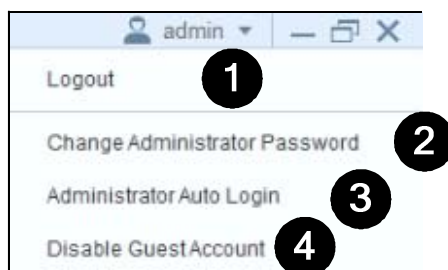 admin
Logout 1
Change Administrator Password 2
Administrator Auto Login 3
Disable Guest Account 4